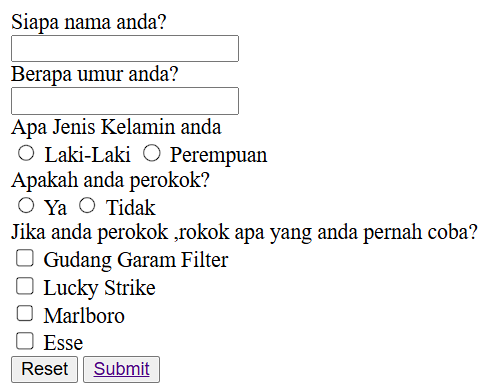 Siapa nama anda?
Berapa umur anda?
Apa Jenis Kelamin anda
Laki-Laki Perempuan
Apakah anda perokok?
Ya Tidak
Jika anda perokok ,rokok apa yang anda pernah coba?
Gudang Garam Filter
Lucky Strike
Marlboro
Esse
Reset Submit